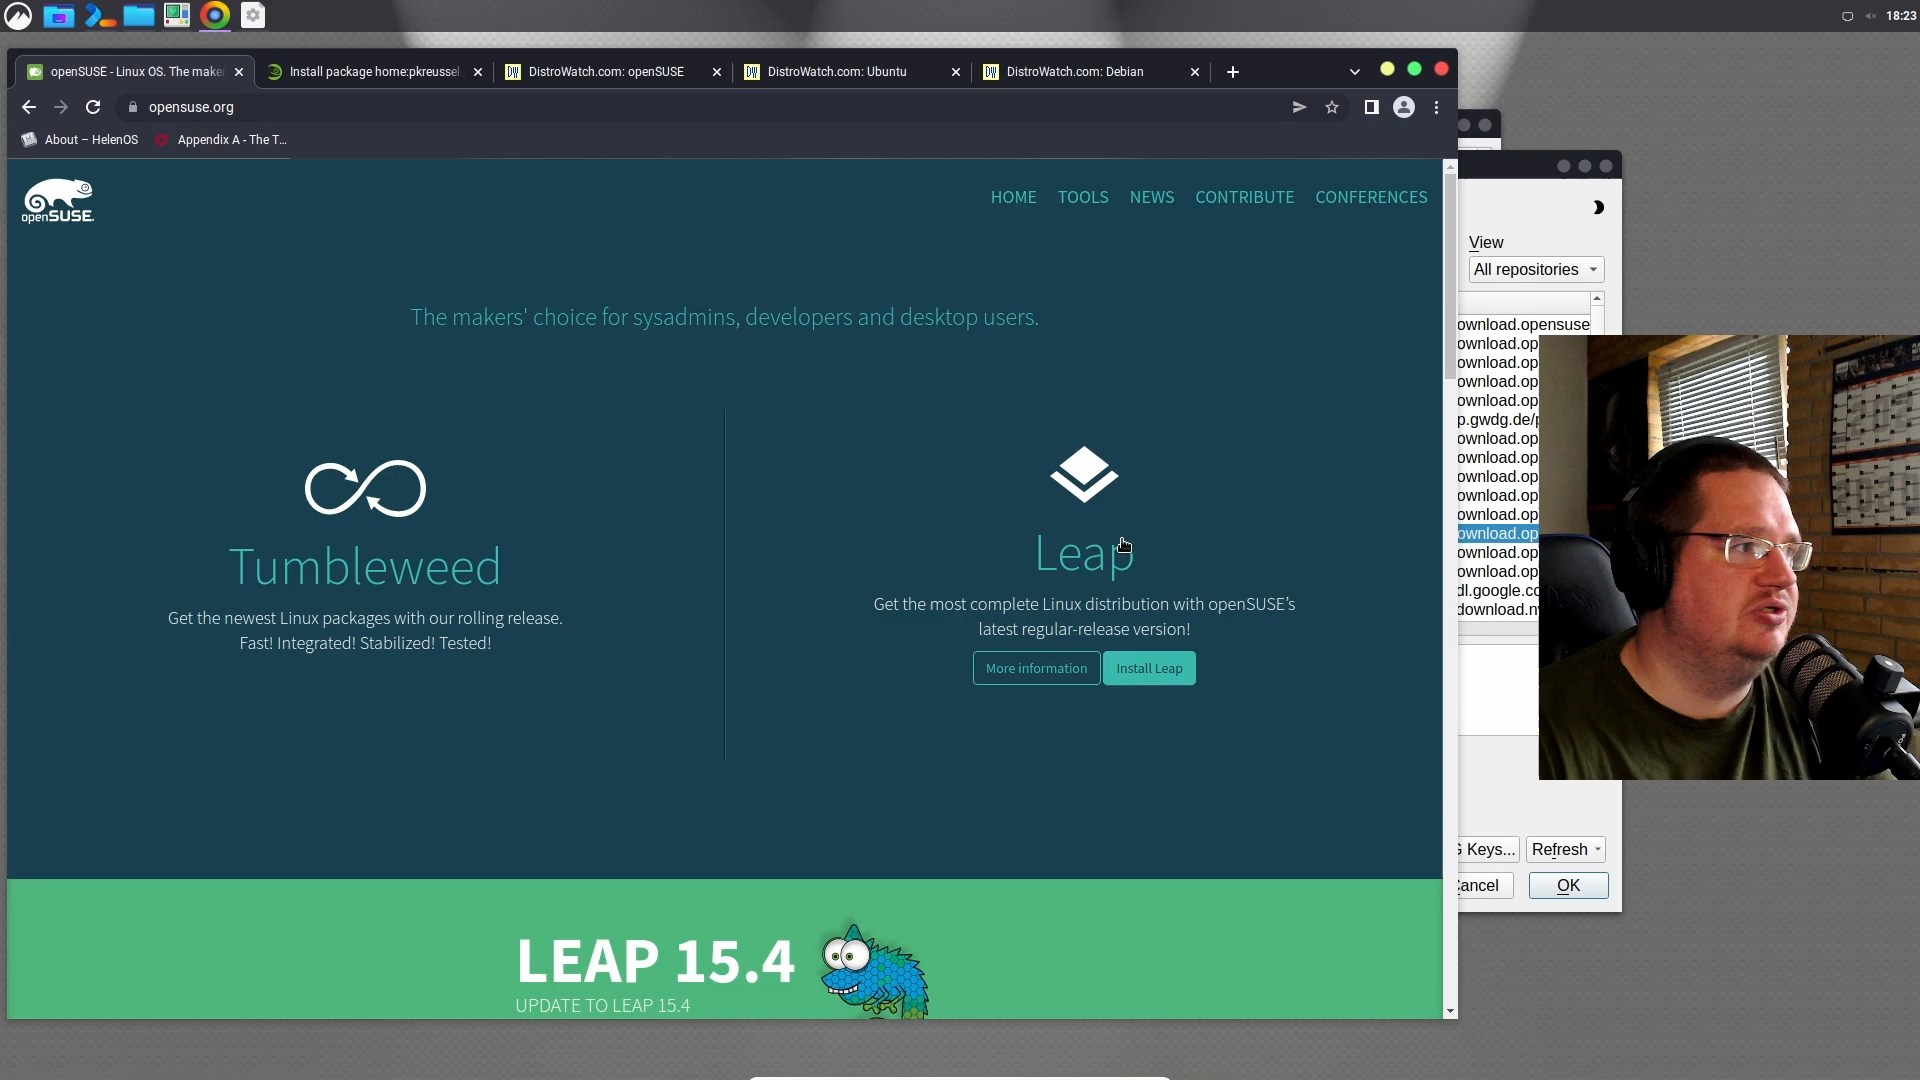 18:23
openSUSE - Linux OS. The make
Install package home:pkreussel
DistroWatch.com: openSUSE
DistroWatch.com: Ubuntu
DistroWatch.com: Debian
opensuse.org
About – HelenOS
Appendix A - The T...
openSUSE.
HOME TOOLS NEWS CONTRIBUTE CONFERENCES
The makers' choice for sysadmins, developers and desktop users.
Tumbleweed
Get the newest Linux packages with our rolling release.
Fast! Integrated! Stabilized! Tested!
Leap
Get the most complete Linux distribution with openSUSE's
latest regular-release version!
More information
Install Leap
LEAP 15.4
UPDATE TO LEAP 15.4
View
All repositories
ownload.opensuse
ownload.op
ownload.op
ownload.op
ownload.op
p.gwdg.de/p
ownload.op
ownload.op
ownload.op
ownload.op
ownload.op
ownload.op
ownload.op
ownload.op
dl.google.co
download.nv
G Keys...
Refresh
Cancel
OK